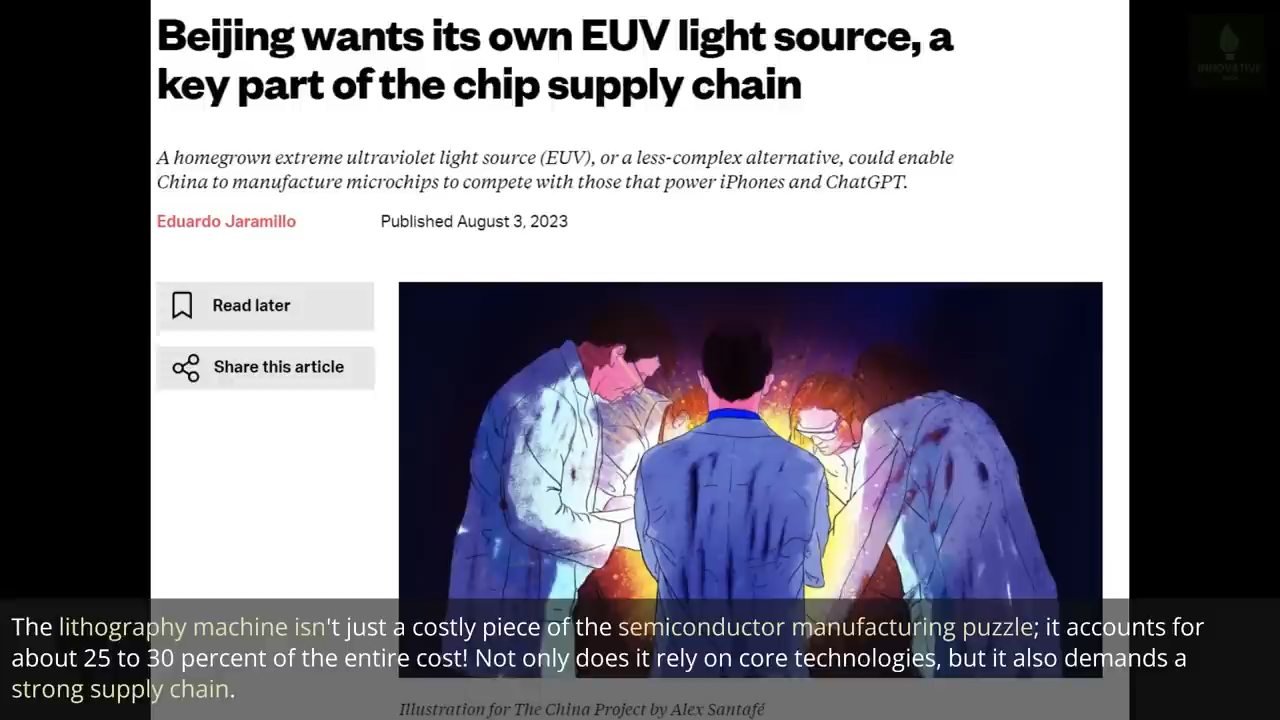 Beijing wants its own EUV light source, a
key part of the chip supply chain
A homegrown extreme ultraviolet light source (EUV), or a less-complex alternative, could enable
China to manufacture microchips to compete with those that power iPhones and ChatGPT.
Eduardo Jaramillo
Published August 3, 2023
Read later
Share this article
The lithography machine isn't just a costly piece of the semiconductor manufacturing puzzle; it accounts for
about 25 to 30 percent of the entire cost! Not only does it rely on core technologies, but it also demands a
strong supply chain.
Illustration for The China Project by Alex Santafé
INNOVATIVE